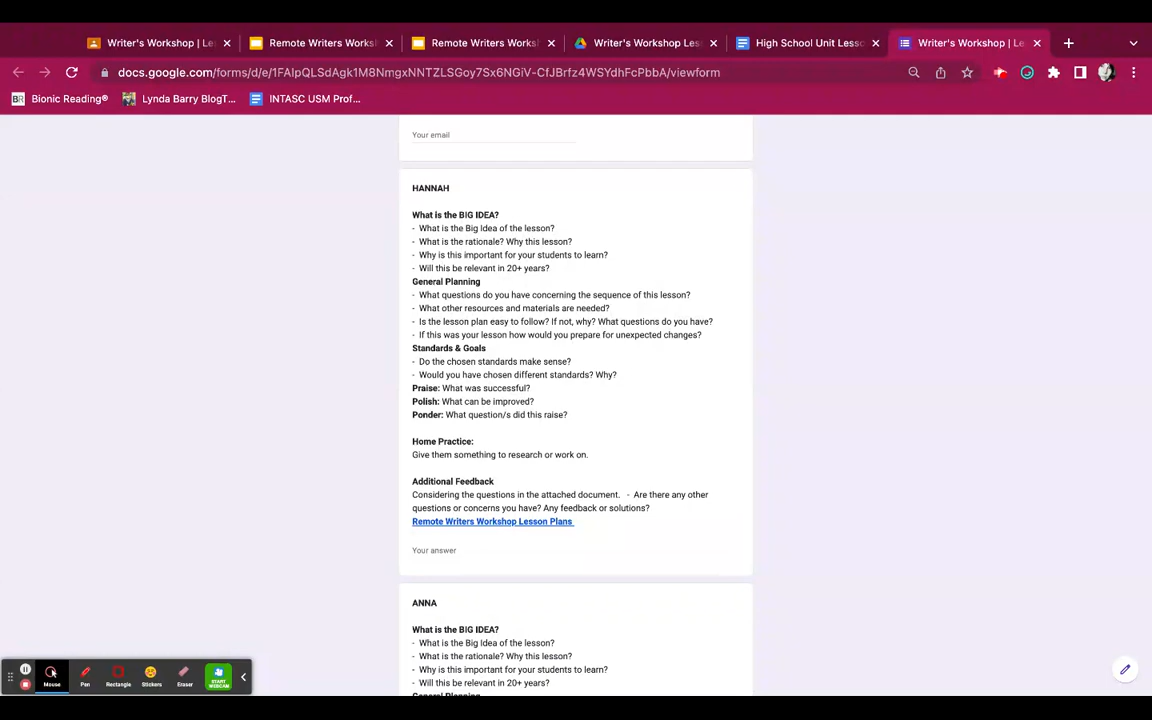 Writer's Workshop | Le
Remote Writers Works
Remote Writers Works
Writer's Workshop Les
High School Unit Lesso
Writer's Workshop | Le
docs.google.com/forms/d/e/1FAIpQLSdAgk1M8NmgxNNTZLSGoy7Sx6NGiV-CfJBrfz4WSYdhFcPbbA/viewform
BR Bionic Reading®
Lynda Barry BlogT...
INTASC USM Prof...
Your email
HANNAH
What is the BIG IDEA?
- What is the Big Idea of the lesson?
- What is the rationale? Why this lesson?
- Why is this important for your students to learn?
- Will this be relevant in 20+ years?
General Planning
- What questions do you have concerning the sequence of this lesson?
- What other resources and materials are needed?
- Is the lesson plan easy to follow? If not, why? What questions do you have?
- If this was your lesson how would you prepare for unexpected changes?
Standards & Goals
- Do the chosen standards make sense?
- Would you have chosen different standards? Why?
Praise: What was successful?
Polish: What can be improved?
Ponder: What question/s did this raise?
Home Practice:
Give them something to research or work on.
Additional Feedback
Considering the questions in the attached document. - Are there any other
questions or concerns you have? Any feedback or solutions?
Remote Writers Workshop Lesson Plans
Your answer
ANNA
What is the BIG IDEA?
- What is the Big Idea of the lesson?
- What is the rationale? Why this lesson?
- Why is this important for your students to learn?
- Will this be relevant in 20+ years?
General Planning
Mouse
Pen
Rectangle
Stickers
Eraser
START WEBCAM